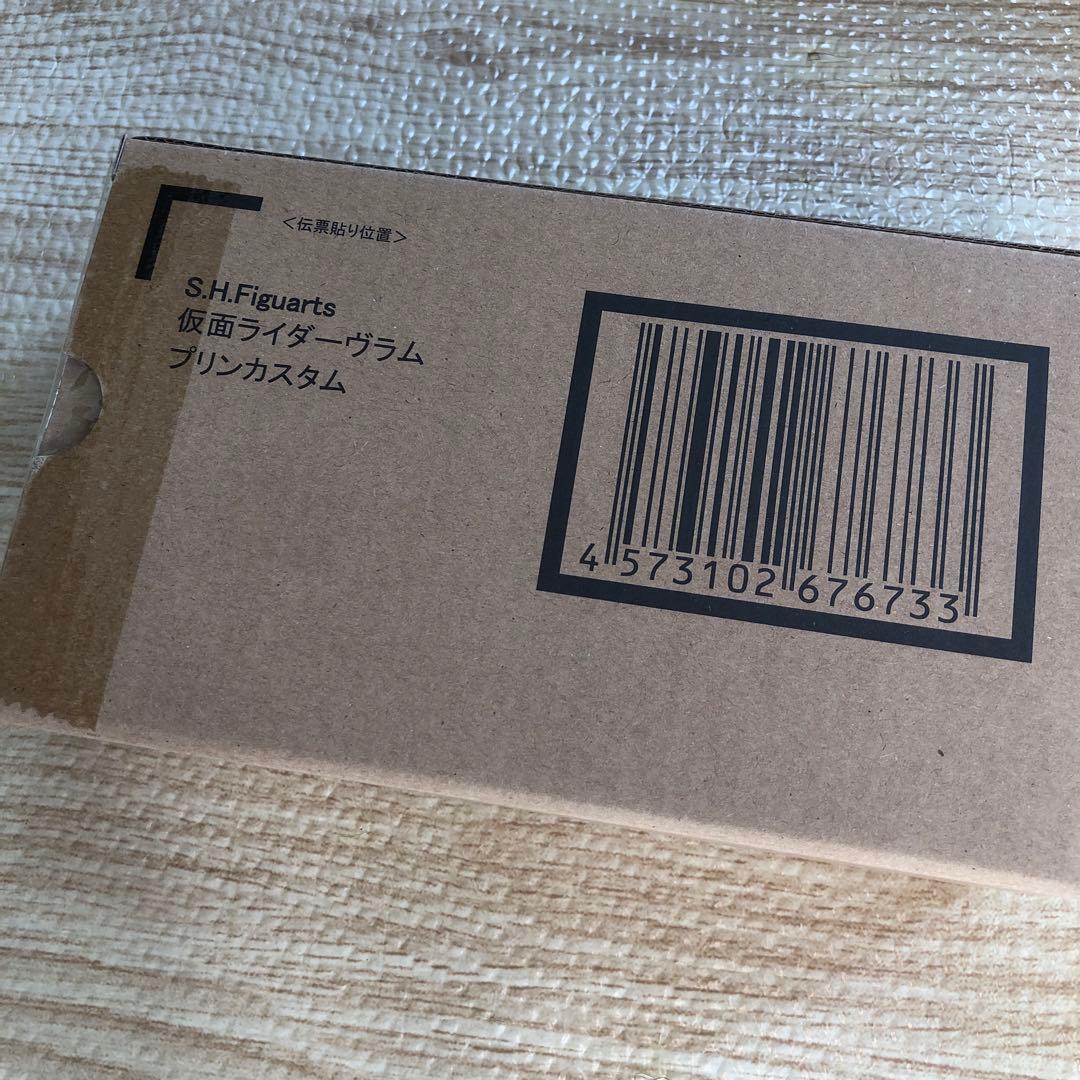 ＜伝票貼り位置＞
S.H.Figuarts
仮面ライダーヴラム
プリンカスタム
4 573102 676733